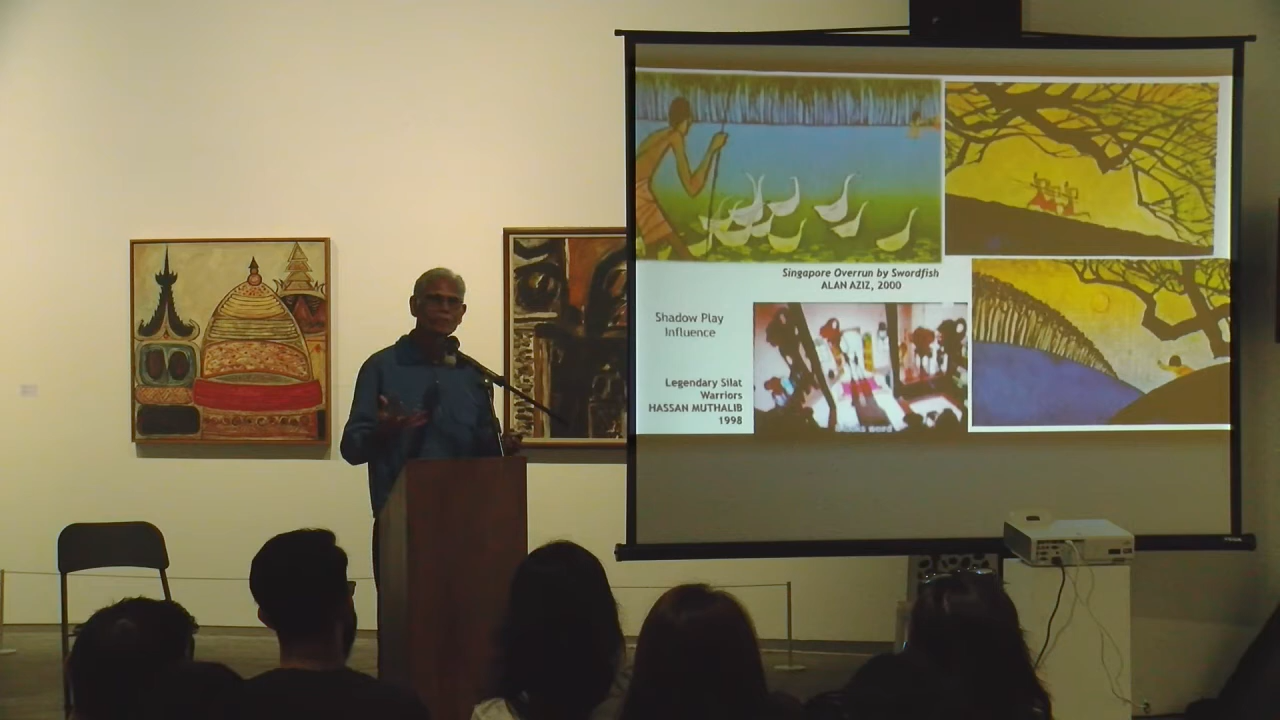 Singapore Overrun by Swordfish
ALAN AZIZ, 2000
Shadow Play
Influence
Legendary Silat
Warriors
HASSAN MUTHALIB
1998